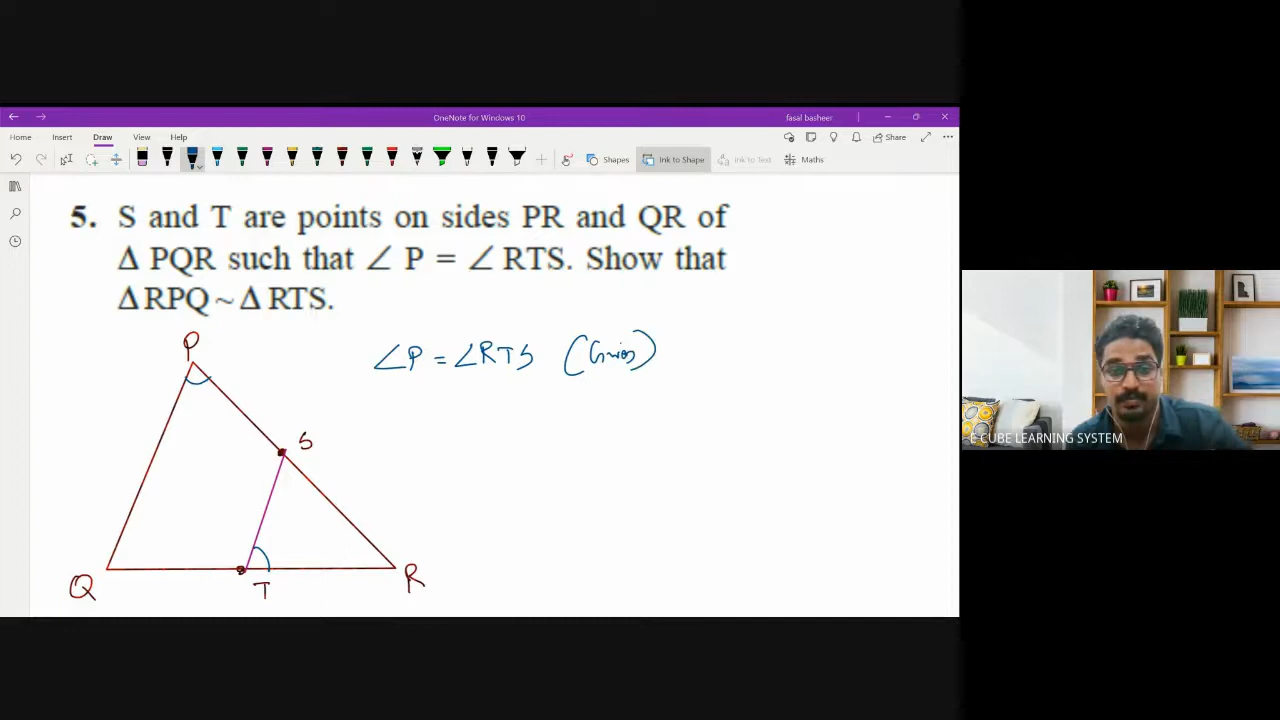 OneNote for Windows 10
fasal basheer
Home Insert Draw View Help
Share
Shapes
Ink to Shape
Ink to Text
Maths
5. S and T are points on sides PR and QR of
Δ PQR such that ∠ P = ∠ RTS. Show that
Δ RPQ ~ Δ RTS.
P
∠P = ∠RTS
S
Q
T
R
E CUBE LEARNING SYSTEM